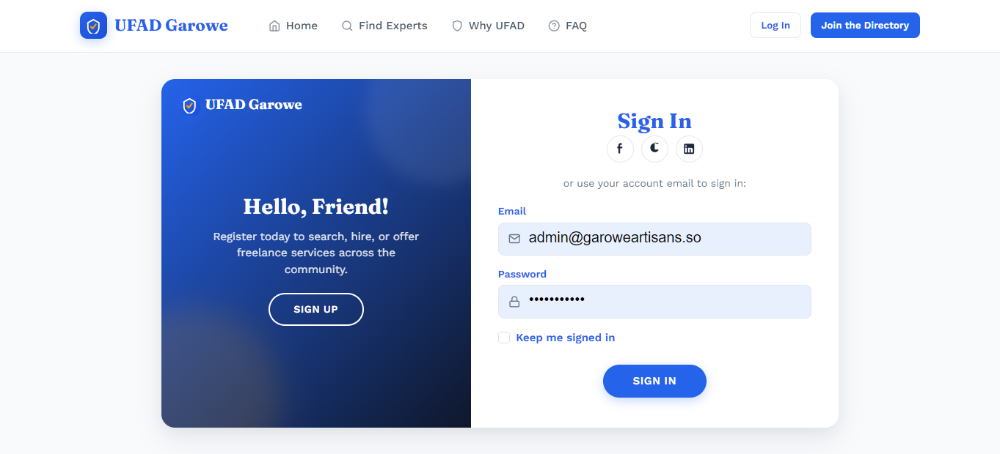 UFAD Garowe
Home
Find Experts
Why UFAD
FAQ
Log In
Join the Directory
UFAD Garowe
Hello, Friend!
Register today to search, hire, or offer
freelance services across the
community.
SIGN UP
Sign In
or use your account email to sign in:
Email
admin@garoweartisans.so
Password
•••••••••••
Keep me signed in
SIGN IN